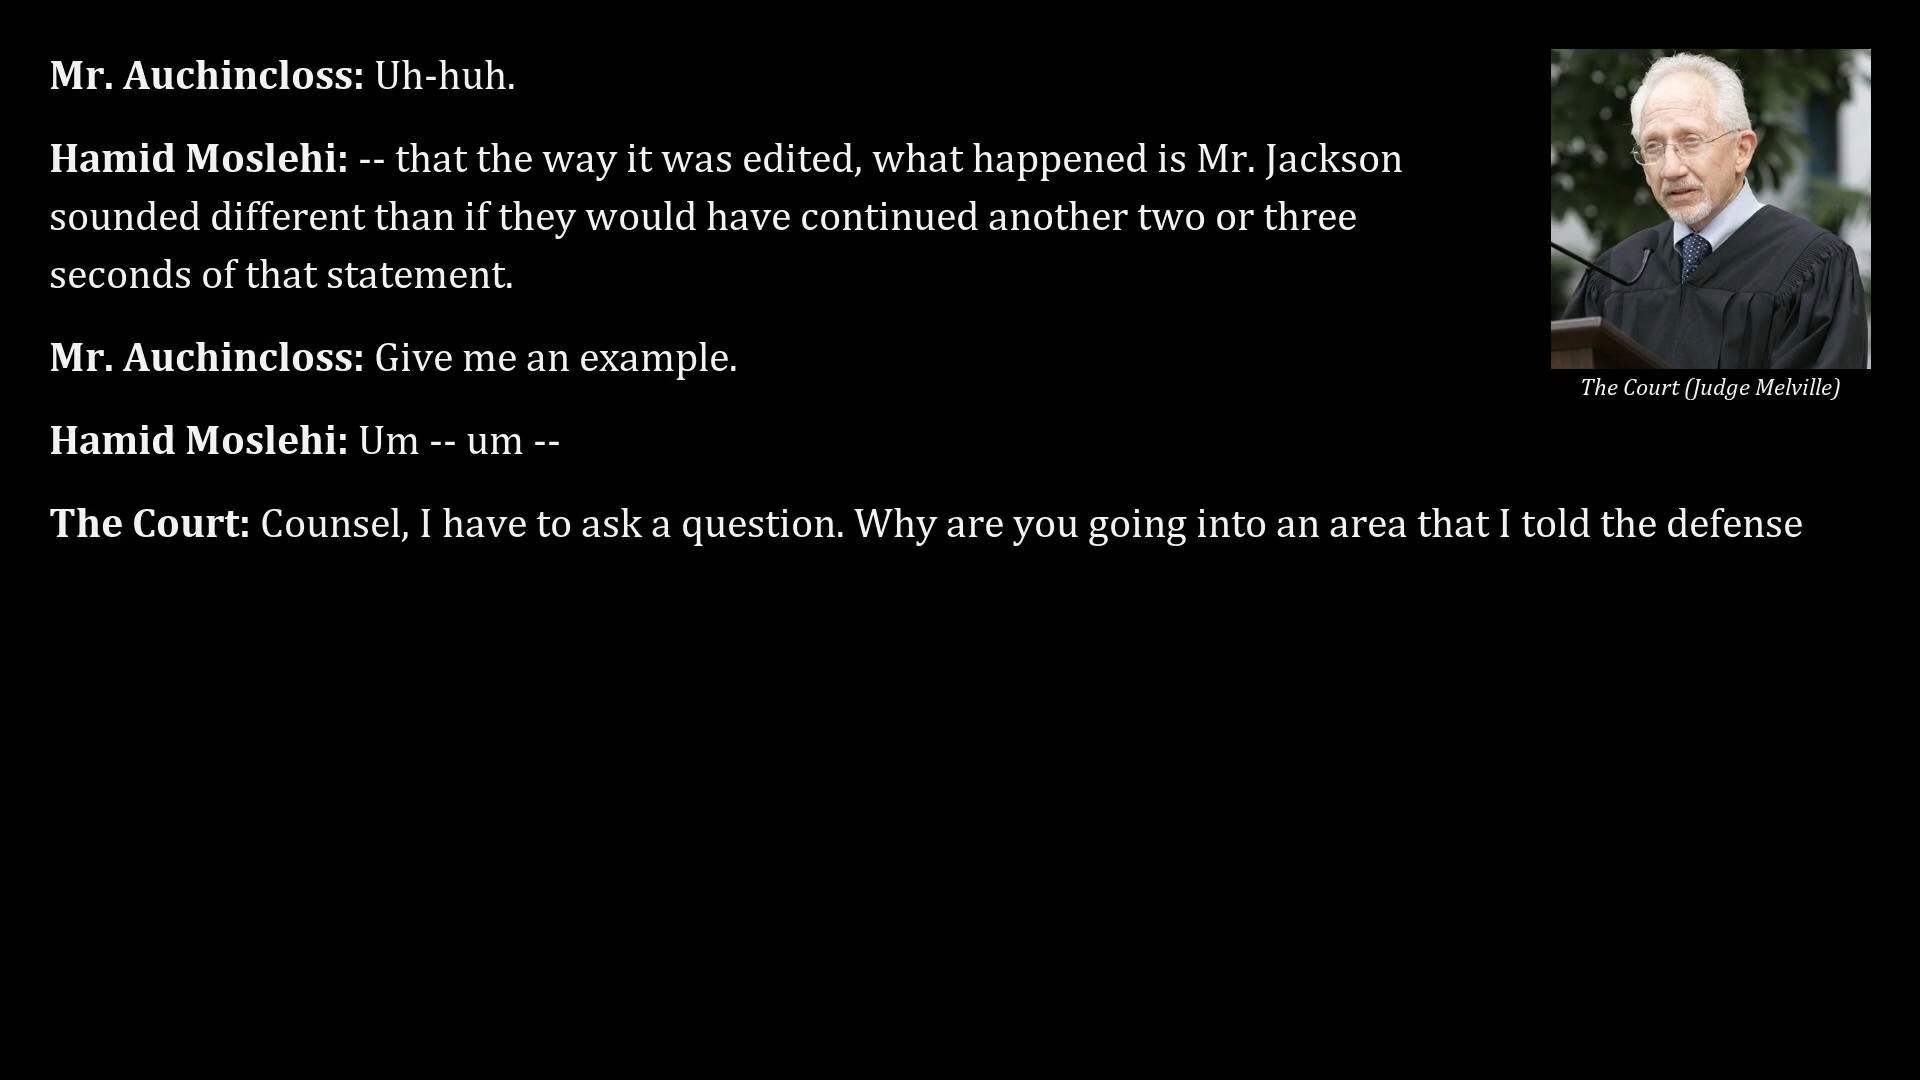 Mr. Auchincloss: Uh-huh.
Hamid Moslehi: -- that the way it was edited, what happened is Mr. Jackson
sounded different than if they would have continued another two or three
seconds of that statement.
Mr. Auchincloss: Give me an example.
Hamid Moslehi: Um -- um --
The Court: Counsel, I have to ask a question. Why are you going into an area that I told the defense
The Court (Judge Melville)